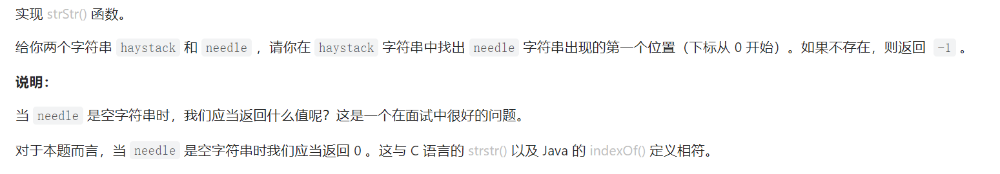 实现 strStr() 函数。
给你两个字符串 haystack 和 needle ，请你在 haystack 字符串中找出 needle 字符串出现的第一个位置（下标从 0 开始）。如果不存在，则返回 -1 。
说明：
当 needle 是空字符串时，我们应当返回什么值呢？这是一个在面试中很好的问题。
对于本题而言，当 needle 是空字符串时我们应当返回 0 。这与 C 语言的 strstr() 以及 Java 的 indexOf() 定义相符。